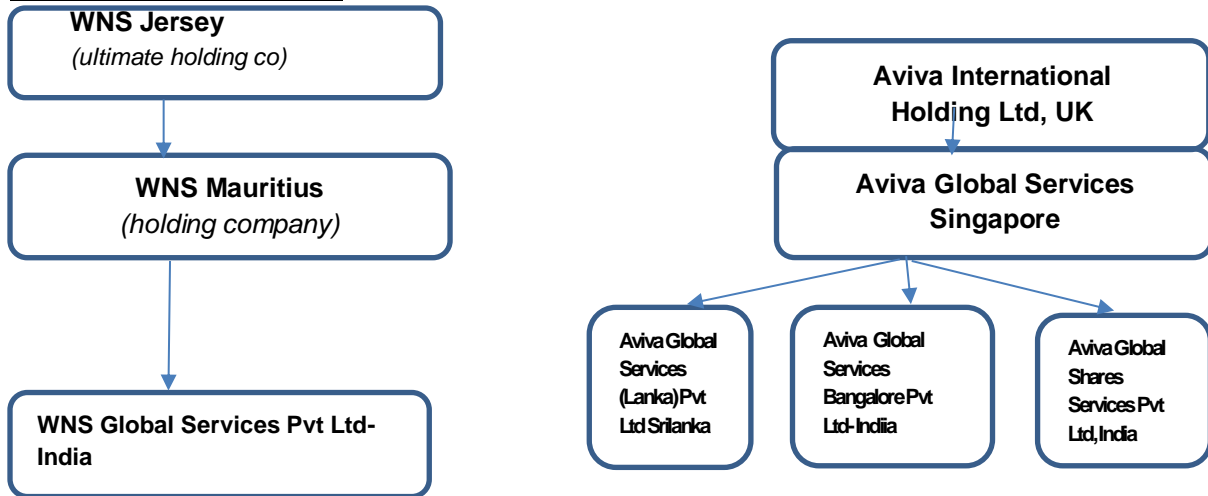 WNS Jersey
(ultimate holding co)
WNS Mauritius
(holding company)
WNS Global Services Pvt Ltd-
India
Aviva International
Holding Ltd, UK
Aviva Global Services
Singapore
Aviva Global
Services
(Lanka) Pvt
Ltd Srilanka
Aviva Global
Services
Bangalore Pvt
Ltd- Indiia
Aviva Global
Shares
Services Pvt
Ltd, India